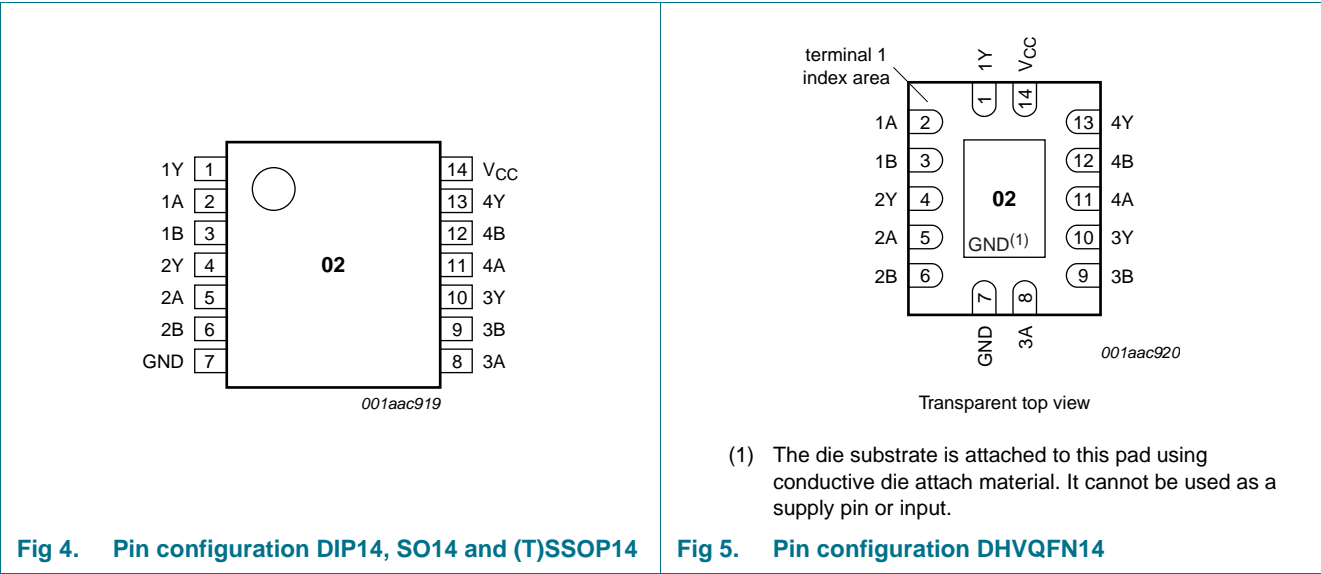 1Y 1 14 VCC
1A 2 13 4Y
1B 3 12 4B
2Y 4 02 11 4A
2A 5 10 3Y
2B 6 9 3B
GND 7 8 3A
001aac919
Fig 4. Pin configuration DIP14, SO14 and (T)SSOP14
terminal 1
index area
1Y VCC
1 14
1A 2 13 4Y
1B 3 12 4B
2Y 4 02 11 4A
2A 5 GND(1) 10 3Y
2B 6 9 3B
7 8
GND 3A
001aac920
Transparent top view
(1) The die substrate is attached to this pad using
conductive die attach material. It cannot be used as a
supply pin or input.
Fig 5. Pin configuration DHVQFN14